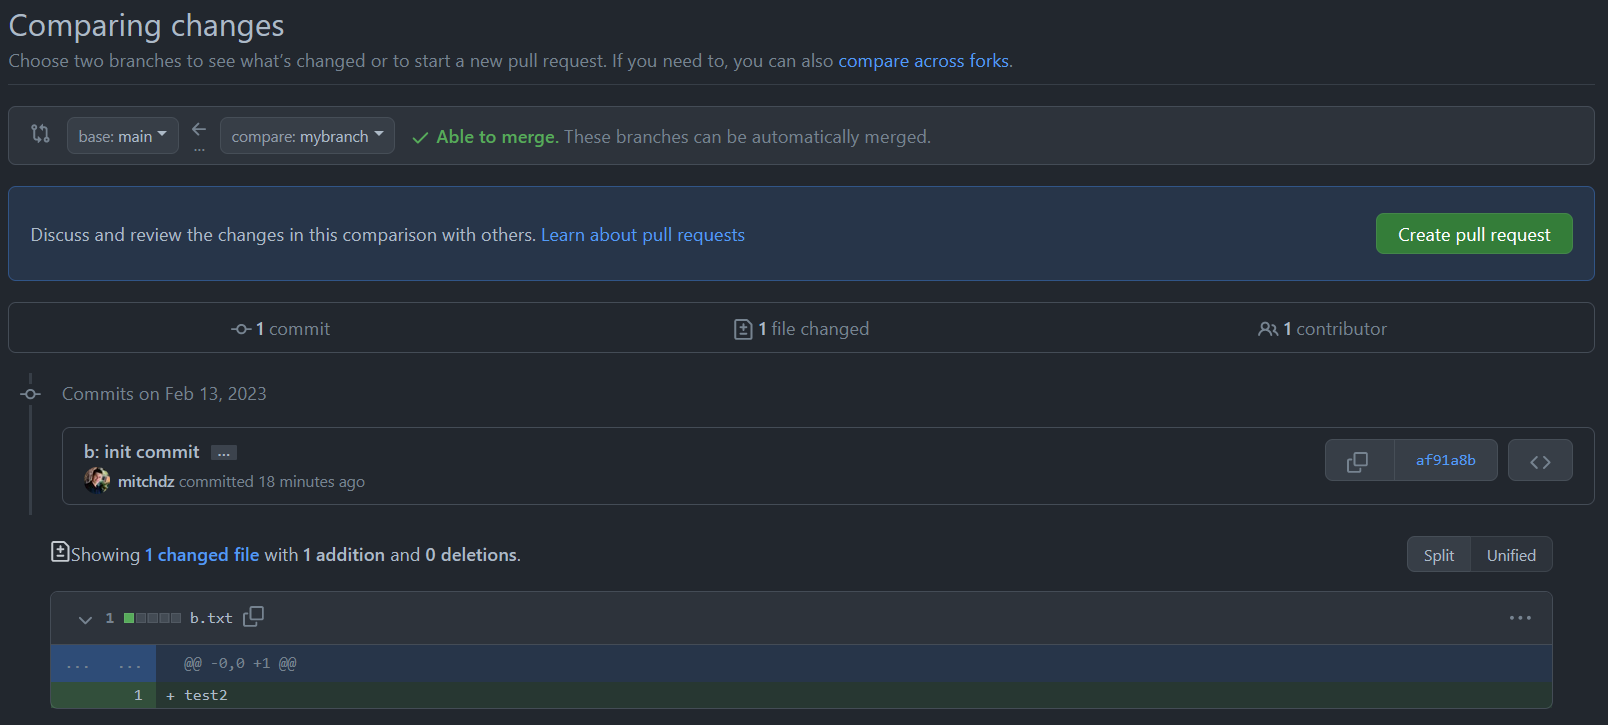 Comparing changes
Choose two branches to see what's changed or to start a new pull request. If you need to, you can also compare across forks.
base: main ... compare: mybranch Able to merge. These branches can be automatically merged.
Discuss and review the changes in this comparison with others. Learn about pull requests Create pull request
1 commit 1 file changed 1 contributor
Commits on Feb 13, 2023
b: init commit ...
mitchdz committed 18 minutes ago af91a8b <>
Showing 1 changed file with 1 addition and 0 deletions. Split Unified
1 b.txt ...
... ... @@ -0,0 +1 @@
1 + test2